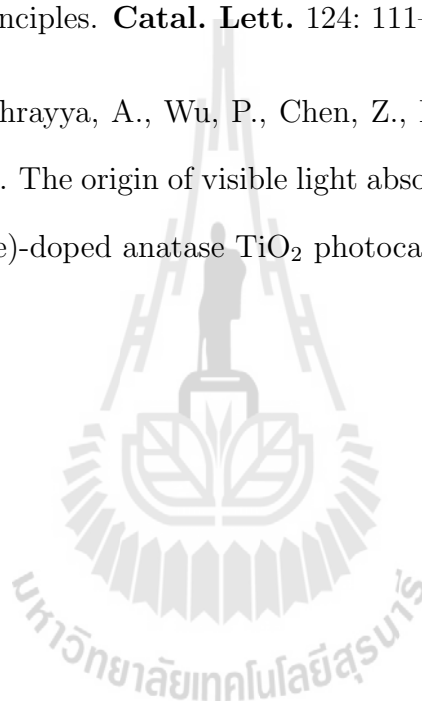 nciples. Catal. Lett. 124: 111–
hrayya, A., Wu, P., Chen, Z.,
. The origin of visible light abso
e)-doped anatase TiO₂ photoca
มหาวิทยาลัยเทคโนโลยีสุรนารี